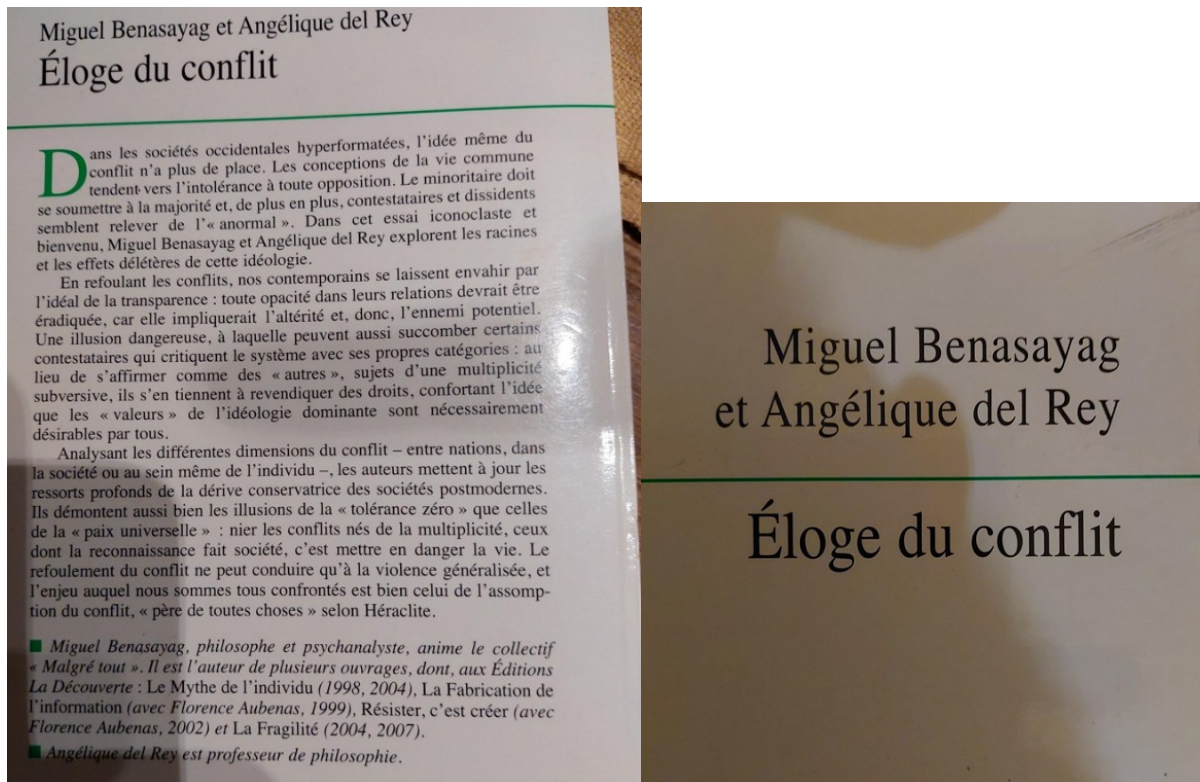 Miguel Benasayag et Angélique del Rey
Éloge du conflit
Dans les sociétés occidentales hyperformatées, l'idée même du
conflit n'a plus de place. Les conceptions de la vie commune
tendent vers l'intolérance à toute opposition. Le minoritaire doit
se soumettre à la majorité et, de plus en plus, contestataires et dissidents
semblent relever de l'« anormal ». Dans cet essai iconoclaste et
bienvenu, Miguel Benasayag et Angélique del Rey explorent les racines
et les effets délétères de cette idéologie.
En refoulant les conflits, nos contemporains se laissent envahir par
l'idéal de la transparence : toute opacité dans leurs relations devrait être
éradiquée, car elle impliquerait l'altérité et, donc, l'ennemi potentiel.
Une illusion dangereuse, à laquelle peuvent aussi succomber certains
contestataires qui critiquent le système avec ses propres catégories : au
lieu de s'affirmer comme des « autres », sujets d'une multiplicité
subversive, ils s'en tiennent à revendiquer des droits, confortant l'idée
que les « valeurs » de l'idéologie dominante sont nécessairement
désirables par tous.
Analysant les différentes dimensions du conflit – entre nations, dans
la société ou au sein même de l'individu –, les auteurs mettent à jour les
ressorts profonds de la dérive conservatrice des sociétés postmodernes.
Ils démontent aussi bien les illusions de la « tolérance zéro » que celles
de la « paix universelle » : nier les conflits nés de la multiplicité, ceux
dont la reconnaissance fait société, c'est mettre en danger la vie. Le
refoulement du conflit ne peut conduire qu'à la violence généralisée, et
l'enjeu auquel nous sommes tous confrontés est bien celui de l'assomp-
tion du conflit, « père de toutes choses » selon Héraclite.
■ Miguel Benasayag, philosophe et psychanalyste, anime le collectif
« Malgré tout ». Il est l'auteur de plusieurs ouvrages, dont, aux Éditions
La Découverte : Le Mythe de l'individu (1998, 2004), La Fabrication de
l'information (avec Florence Aubenas, 1999), Résister, c'est créer (avec
Florence Aubenas, 2002) et La Fragilité (2004, 2007).
■ Angélique del Rey est professeur de philosophie.
Miguel Benasayag
et Angélique del Rey
Éloge du conflit